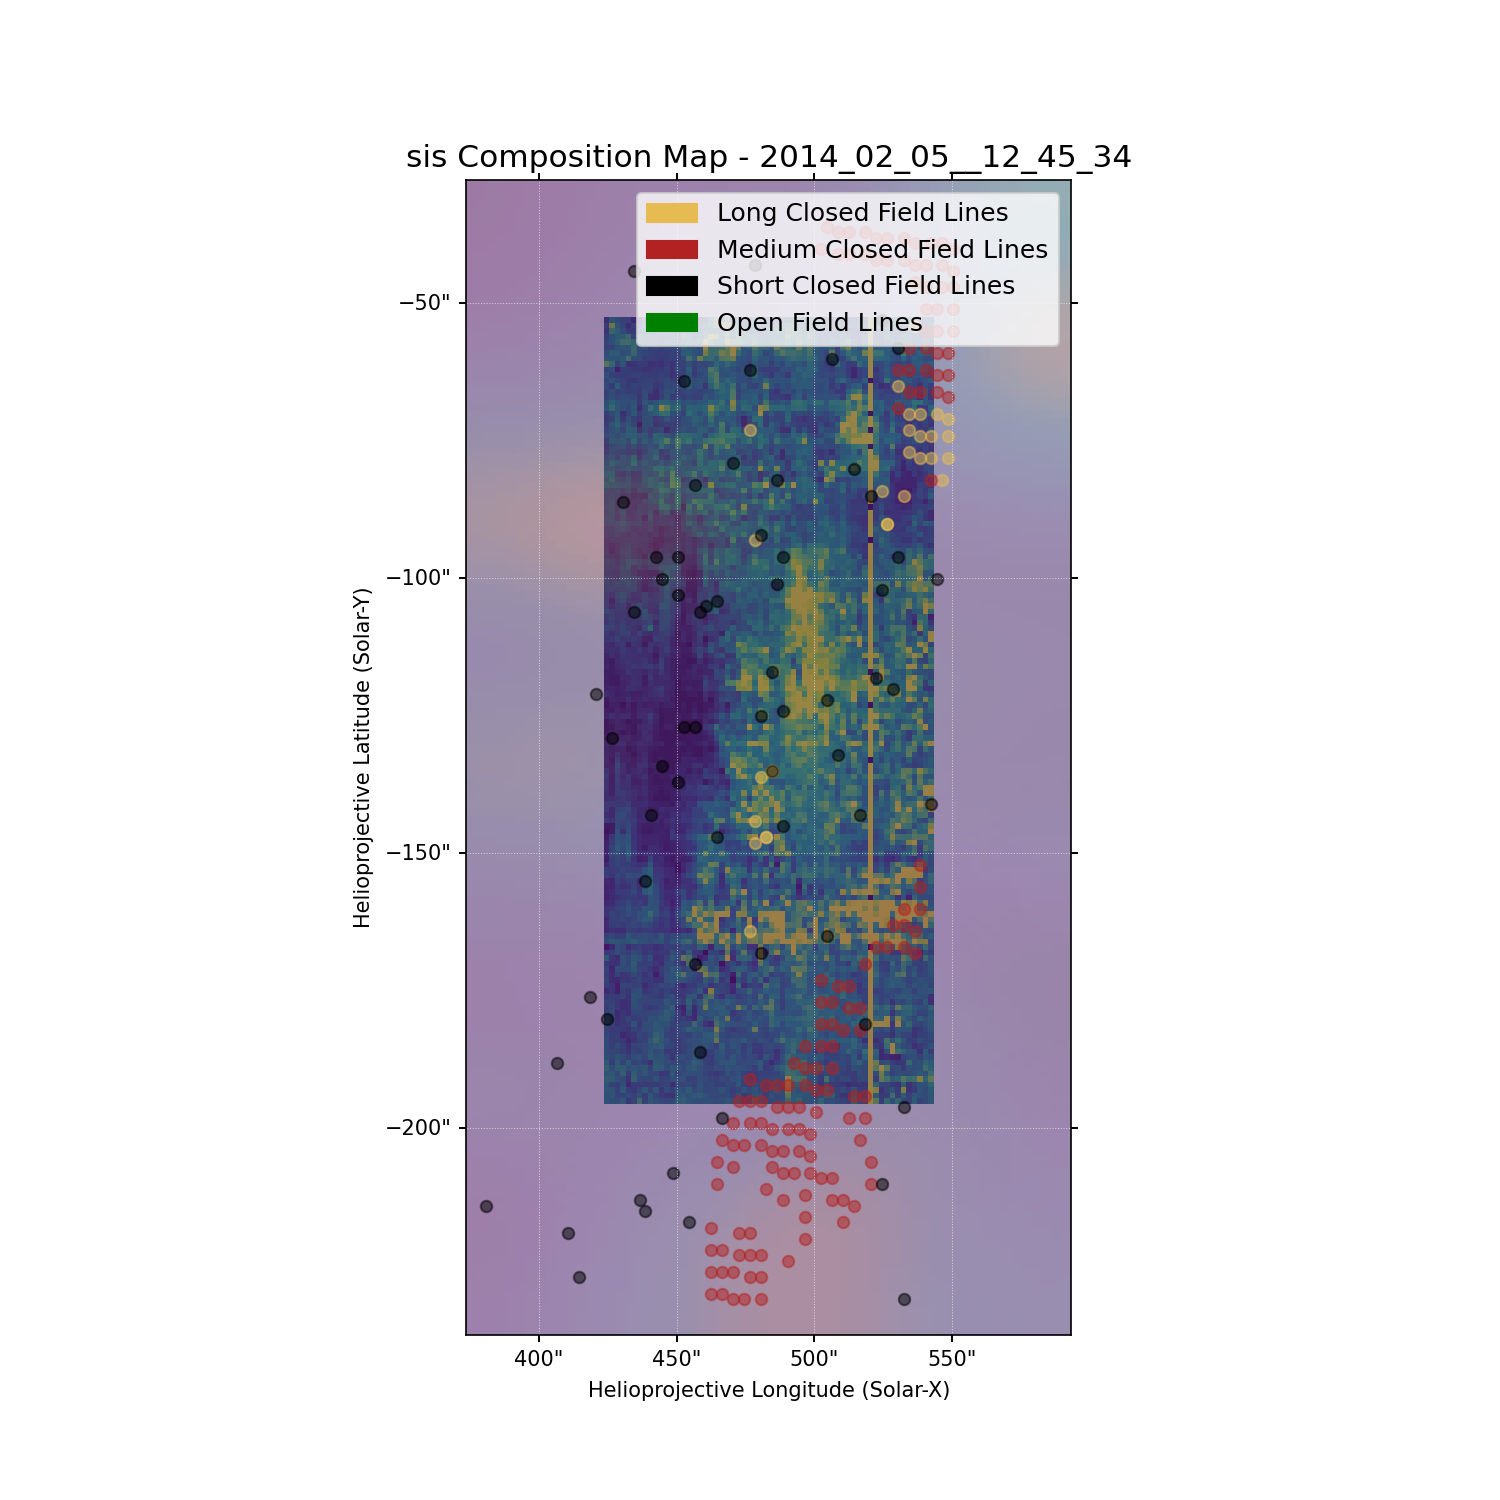 sis Composition Map - 2014_02_05__12_45_34
Long Closed Field Lines
Medium Closed Field Lines
Short Closed Field Lines
Open Field Lines
−50"
−100"
−150"
−200"
Helioprojective Latitude (Solar-Y)
400" 450" 500" 550"
Helioprojective Longitude (Solar-X)